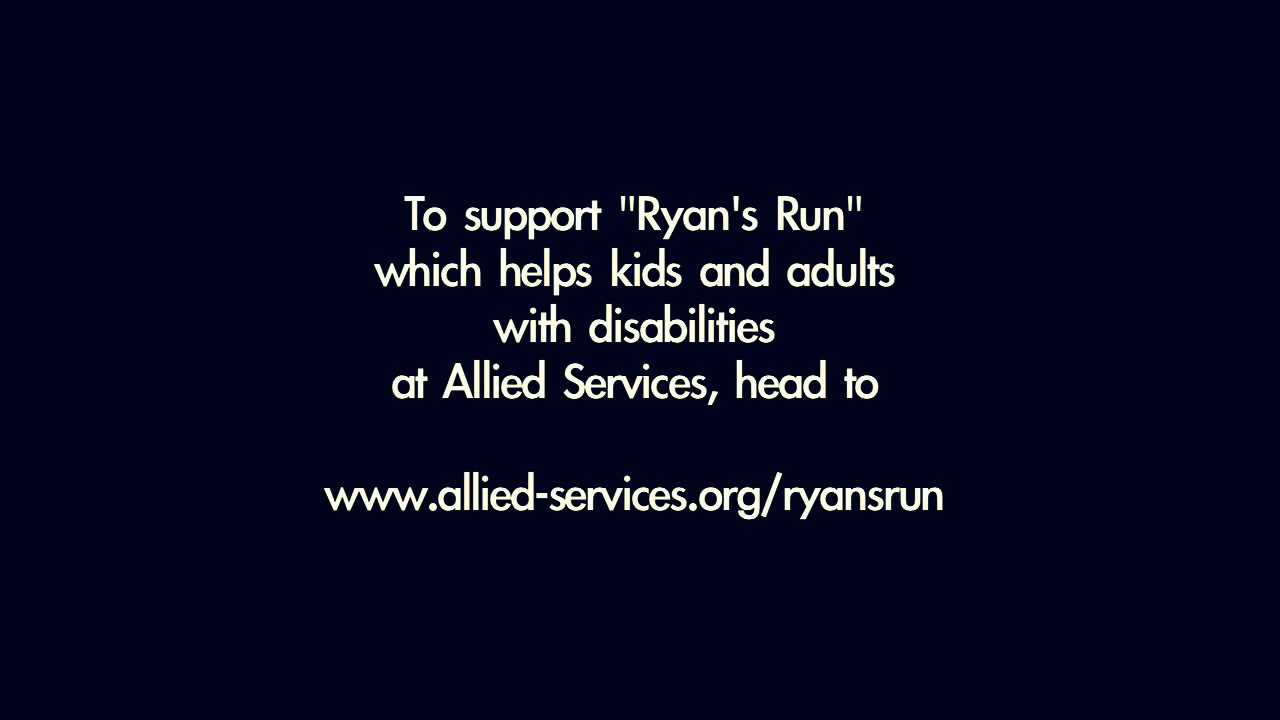 To support "Ryan's Run"
which helps kids and adults
with disabilities
at Allied Services, head to
www.allied-services.org/ryansrun